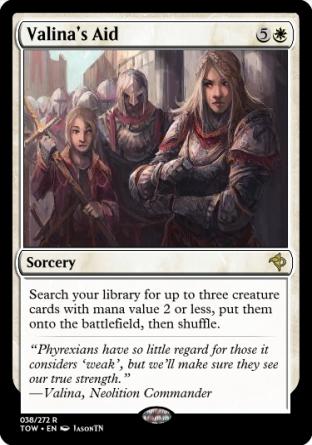 Valina's Aid 5
Sorcery
Search your library for up to three creature
cards with mana value 2 or less, put them
onto the battlefield, then shuffle.
“Phyrexians have so little regard for those it
considers ‘weak’, but we’ll make sure they see
our true strength.”
—Valina, Neolition Commander
038/272 R
TOW • EN JASONTN